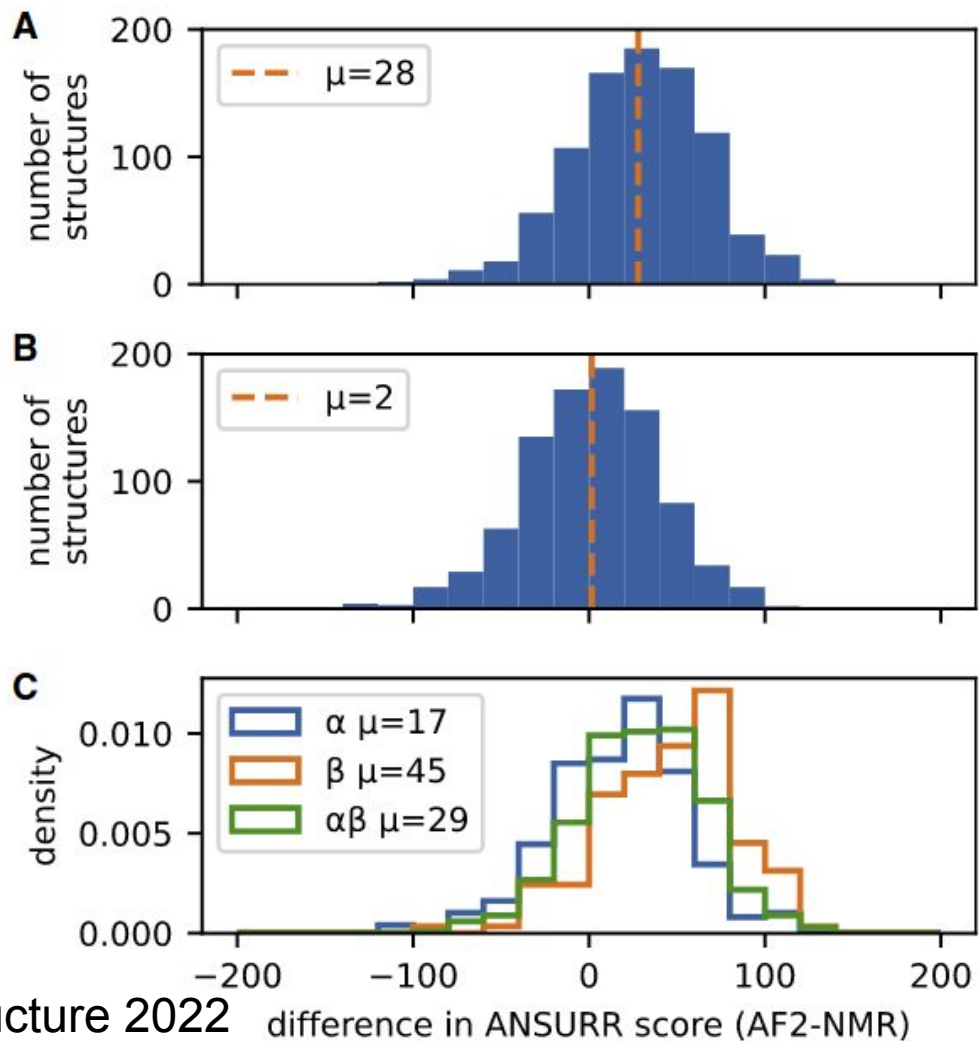 A
200
100
0
number of
structures
μ=28
B
200
100
0
number of
structures
μ=2
C
0.010
0.005
0.000
density
α μ=17
β μ=45
αβ μ=29
−200 −100 0 100 200
ucture 2022 difference in ANSURR score (AF2-NMR)